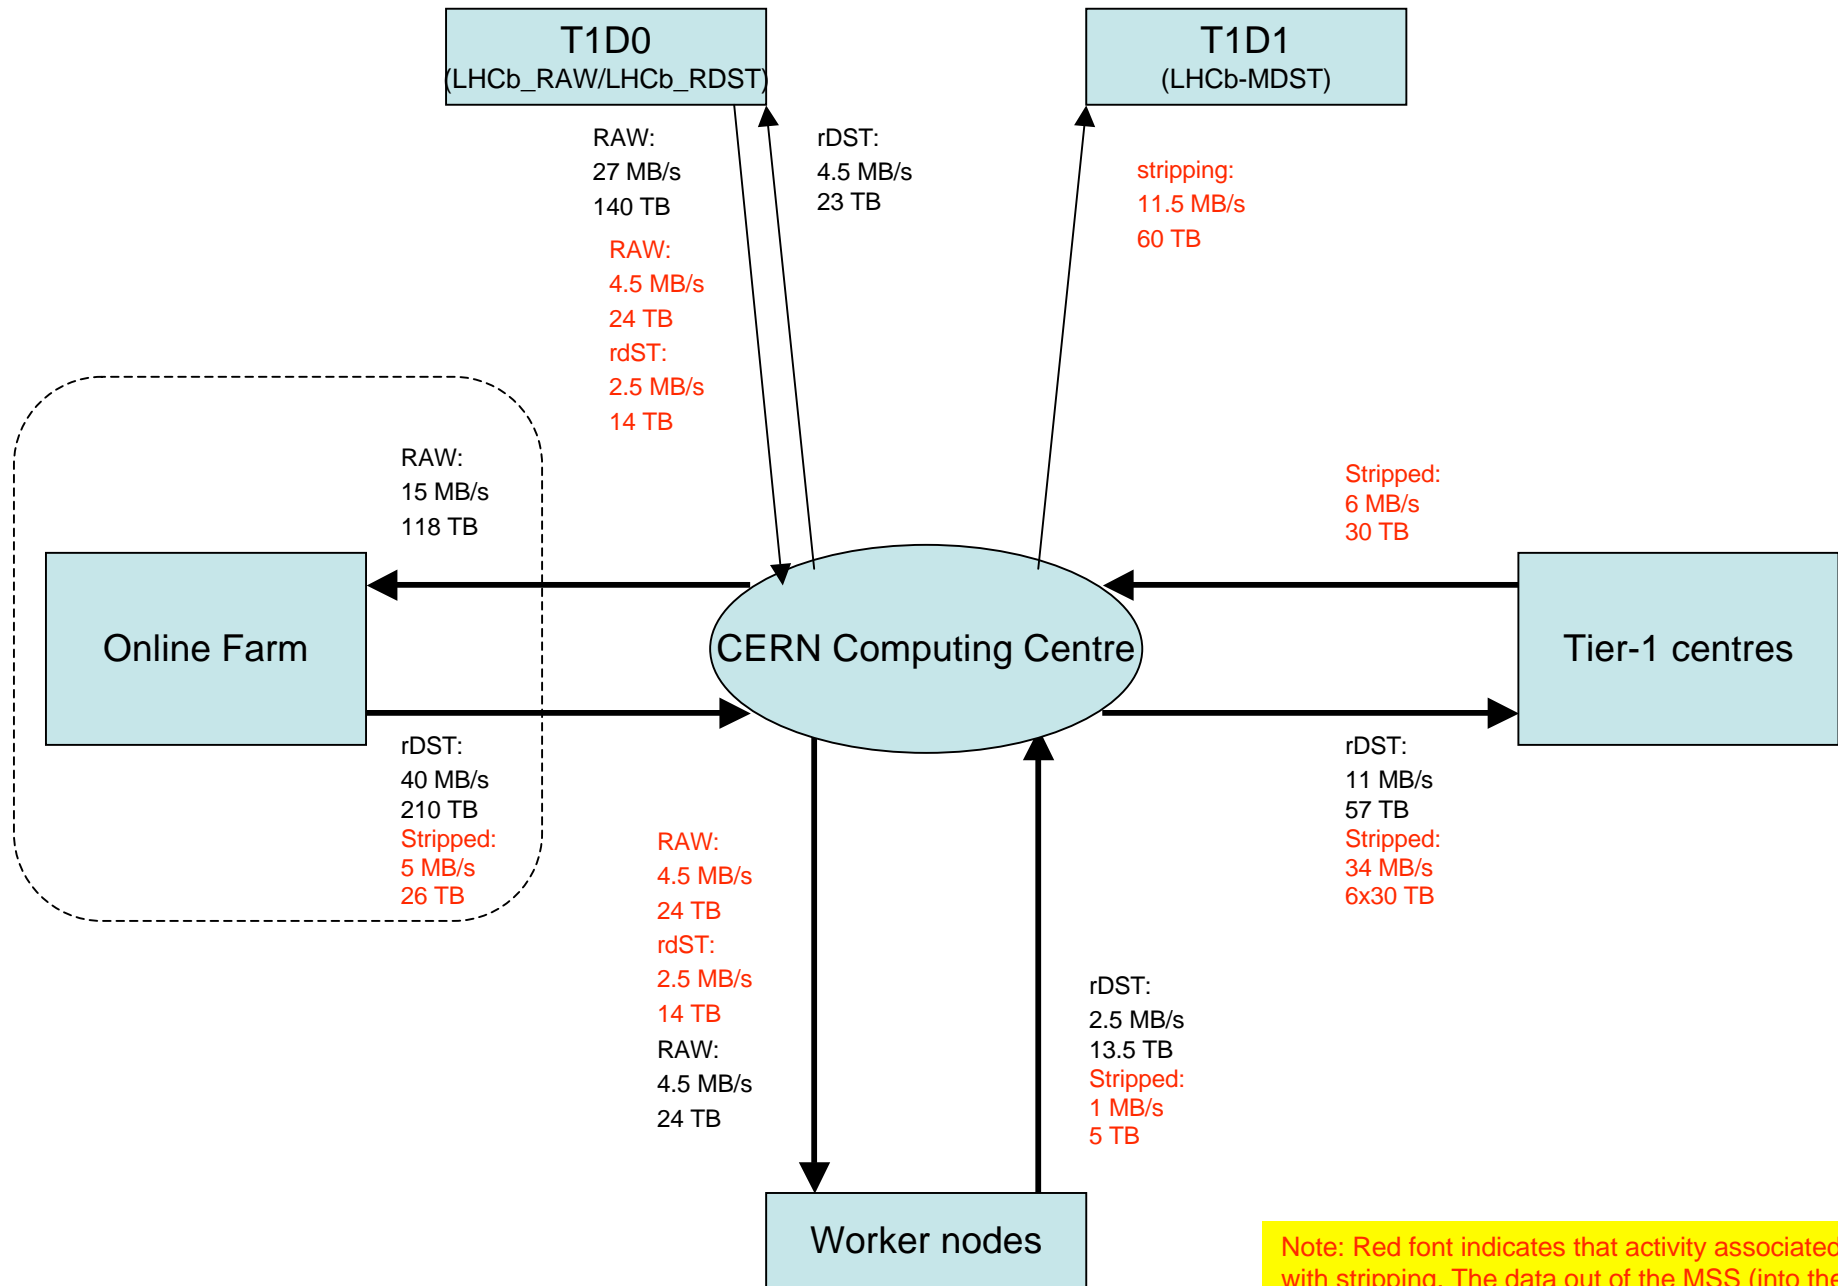 T1D0
(LHCb_RAW/LHCb_RDST)
T1D1
(LHCb-MDST)
RAW:
27 MB/s
140 TB
RAW:
4.5 MB/s
24 TB
rdST:
2.5 MB/s
14 TB
rDST:
4.5 MB/s
23 TB
stripping:
11.5 MB/s
60 TB
RAW:
15 MB/s
118 TB
Stripped:
6 MB/s
30 TB
Online Farm
CERN Computing Centre
Tier-1 centres
rDST:
40 MB/s
210 TB
Stripped:
5 MB/s
26 TB
RAW:
4.5 MB/s
24 TB
rdST:
2.5 MB/s
14 TB
RAW:
4.5 MB/s
24 TB
rDST:
2.5 MB/s
13.5 TB
Stripped:
1 MB/s
5 TB
rDST:
11 MB/s
57 TB
Stripped:
34 MB/s
6x30 TB
Worker nodes
Note: Red font indicates that activity associated
with stripping. The data out of the MSS (into the